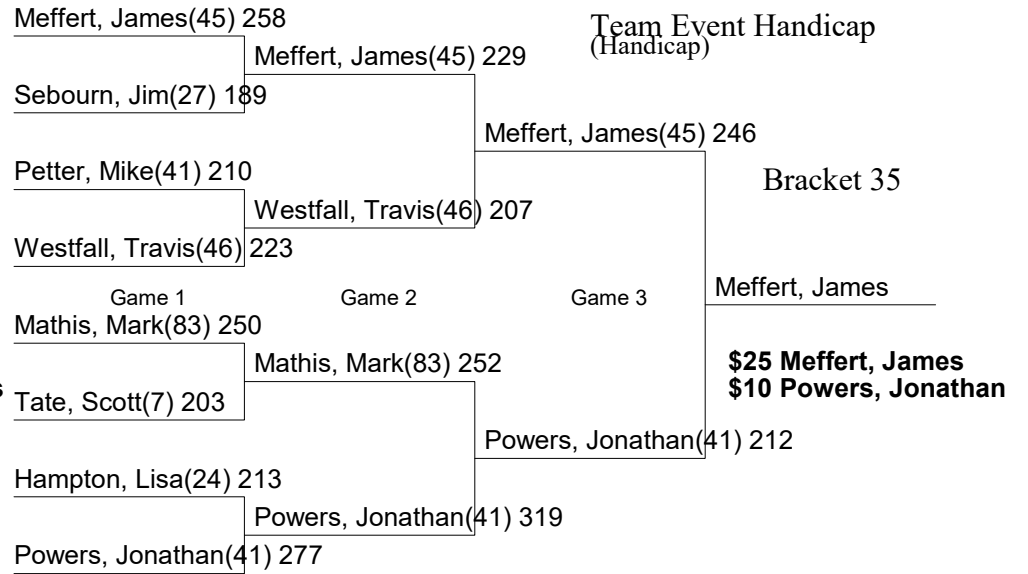 Meffert, James(45) 258
Team Event Handicap
(Handicap)
Meffert, James(45) 229
Sebourn, Jim(27) 189
Meffert, James(45) 246
Petter, Mike(41) 210
Bracket 35
Westfall, Travis(46) 207
Westfall, Travis(46) 223
Game 1
Game 2
Game 3
Meffert, James
Mathis, Mark(83) 250
Mathis, Mark(83) 252
$25 Meffert, James
$10 Powers, Jonathan
Tate, Scott(7) 203
Powers, Jonathan(41) 212
Hampton, Lisa(24) 213
Powers, Jonathan(41) 319
Powers, Jonathan(41) 277